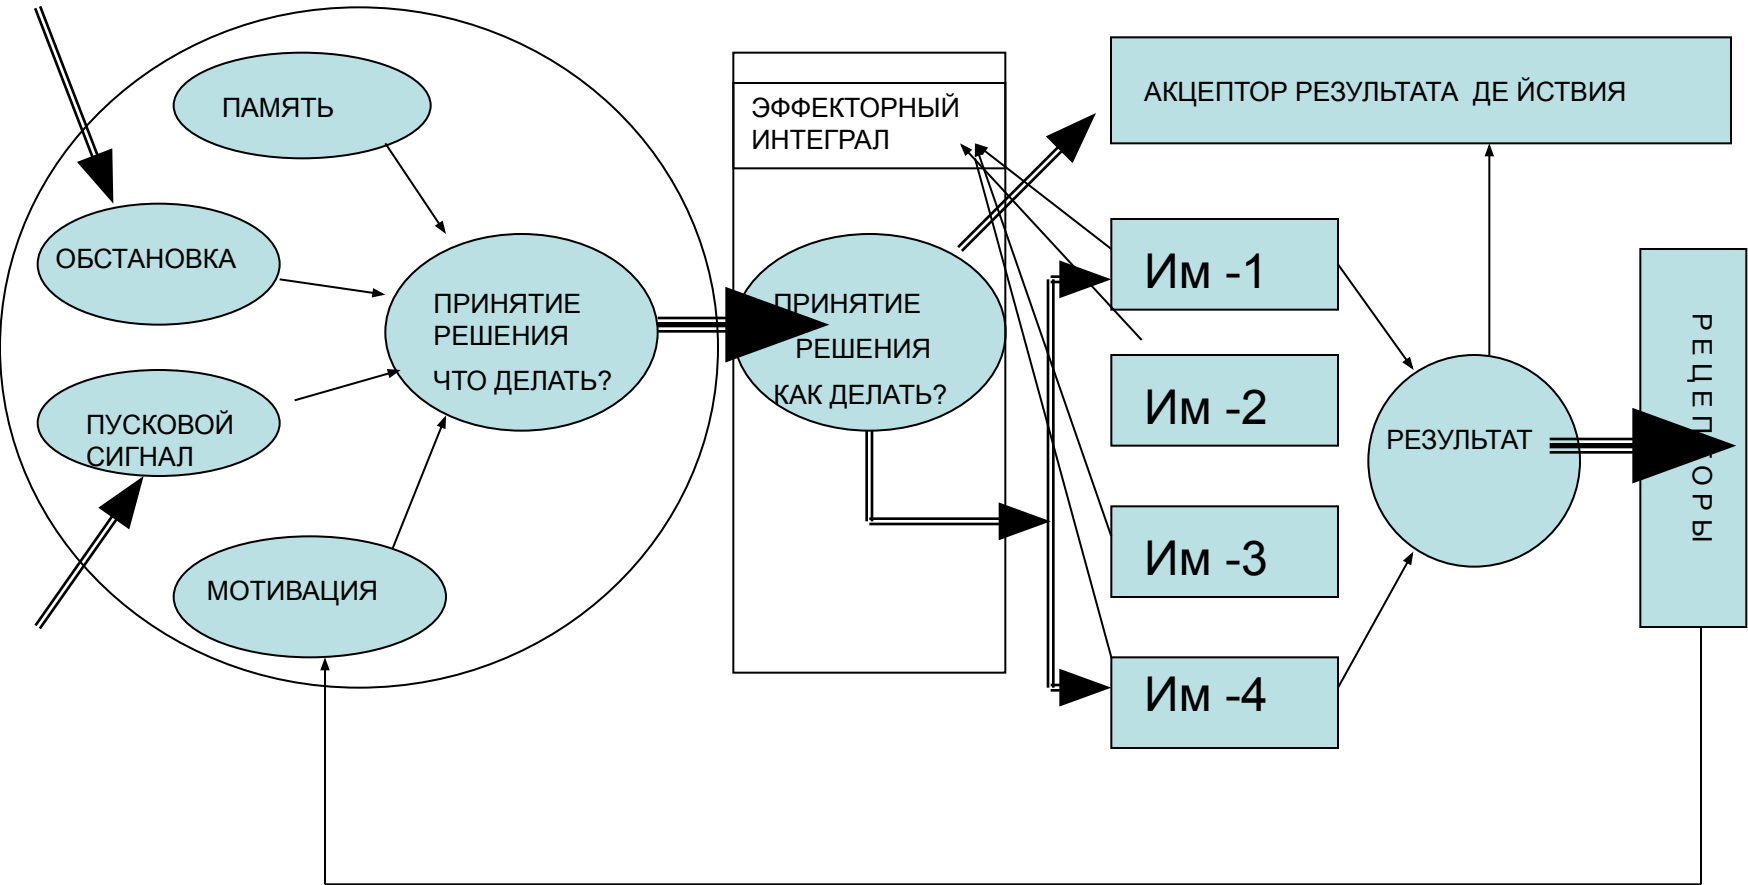 ПАМЯТЬ
ОБСТАНОВКА
ПУСКОВОЙ
СИГНАЛ
МОТИВАЦИЯ
ПРИНЯТИЕ
РЕШЕНИЯ
ЧТО ДЕЛАТЬ?
ЭФФЕКТОРНЫЙ
ИНТЕГРАЛ
ПРИНЯТИЕ
РЕШЕНИЯ
КАК ДЕЛАТЬ?
АКЦЕПТОР РЕЗУЛЬТАТА ДЕ ЙСТВИЯ
Им -1
Им -2
Им -3
Им -4
РЕЗУЛЬТАТ
РЕЦЕПТОРЫ